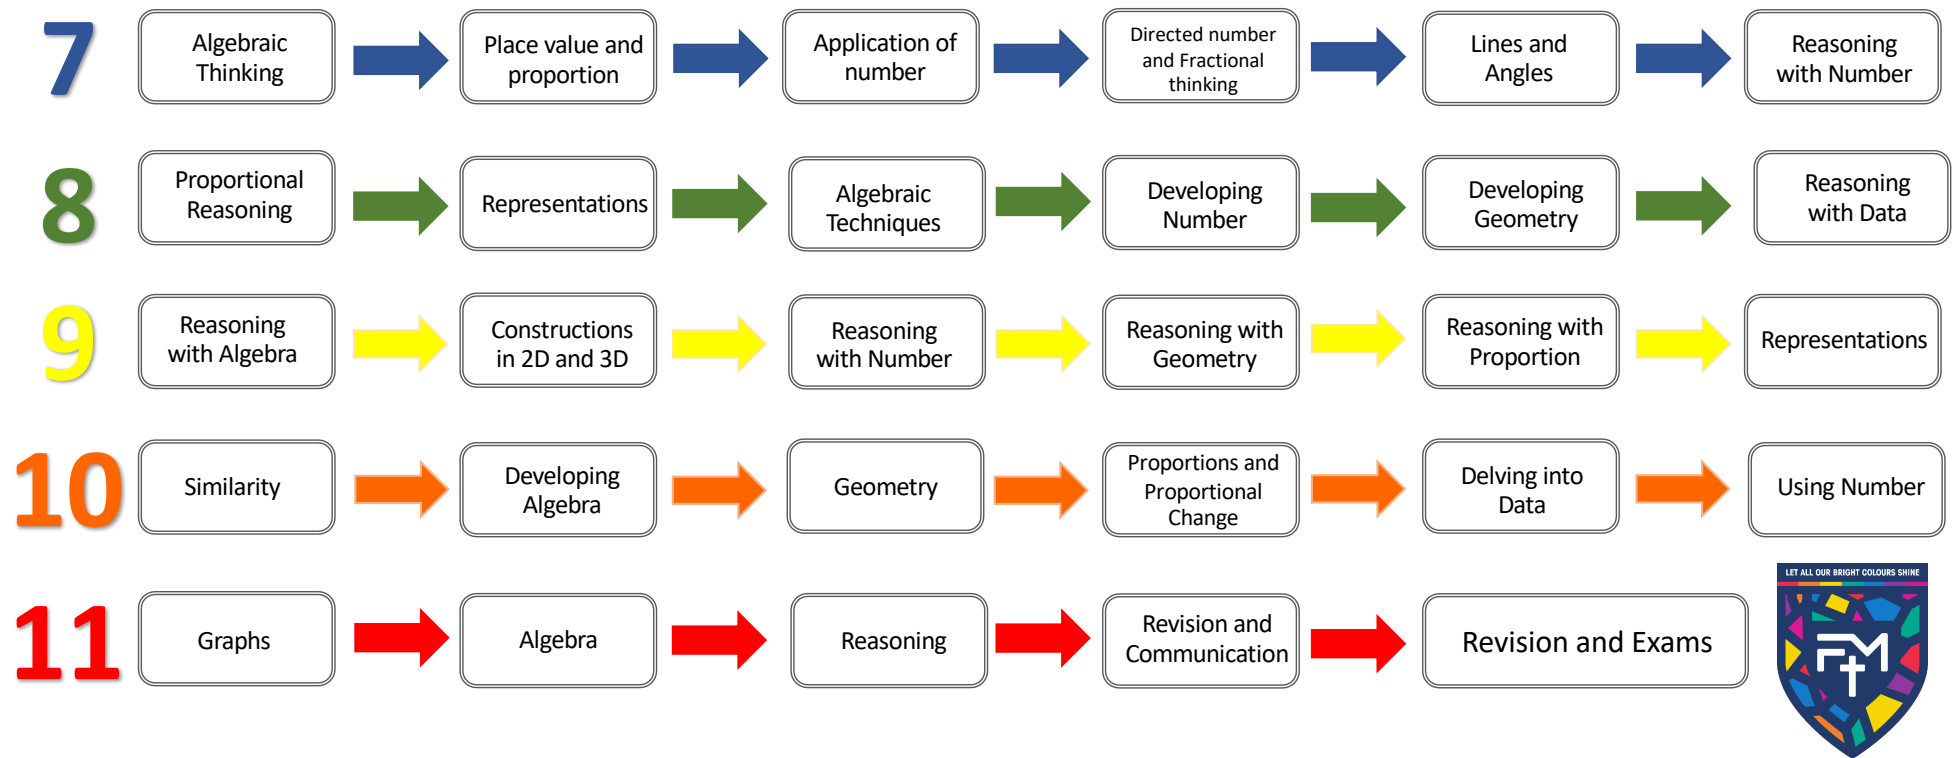 7
Algebraic
Thinking
Place value and
proportion
Application of
number
Directed number
and Fractional
thinking
Lines and
Angles
Reasoning
with Number
8
Proportional
Reasoning
Representations
Algebraic
Techniques
Developing
Number
Developing
Geometry
Reasoning
with Data
9
Reasoning
with Algebra
Constructions
in 2D and 3D
Reasoning
with Number
Reasoning with
Geometry
Reasoning with
Proportion
Representations
10
Similarity
Developing
Algebra
Geometry
Proportions and
Proportional
Change
Delving into
Data
Using Number
11
Graphs
Algebra
Reasoning
Revision and
Communication
Revision and Exams
LET ALL OUR BRIGHT COLOURS SHINE
FM